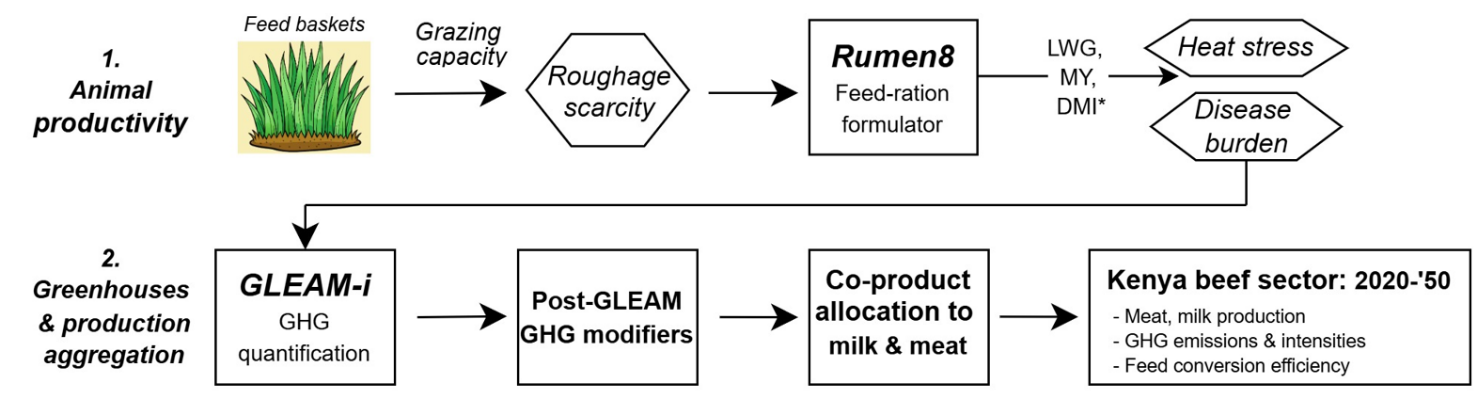 1.
Animal
productivity
Feed baskets
Grazing
capacity
Roughage
scarcity
Rumen8
Feed-ration
formulator
LWG,
MY,
DMI*
Heat stress
Disease
burden
2.
Greenhouses
& production
aggregation
GLEAM-i
GHG
quantification
Post-GLEAM
GHG modifiers
Co-product
allocation to
milk & meat
Kenya beef sector: 2020-'50
- Meat, milk production
- GHG emissions & intensities
- Feed conversion efficiency